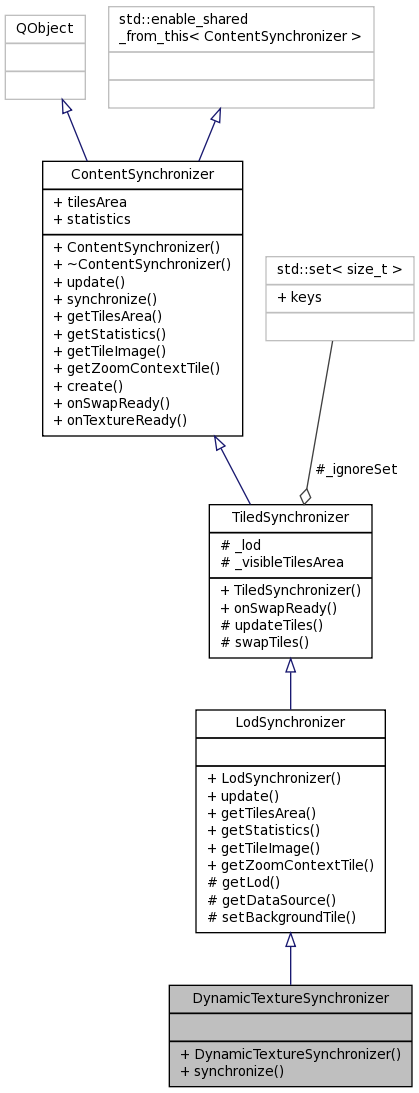 QObject
std::enable_shared
_from_this< ContentSynchronizer >
ContentSynchronizer
+ tilesArea
+ statistics
+ ContentSynchronizer()
+ ~ContentSynchronizer()
+ update()
+ synchronize()
+ getTilesArea()
+ getStatistics()
+ getTileImage()
+ getZoomContextTile()
+ create()
+ onSwapReady()
+ onTextureReady()
std::set< size_t >
+ keys
#_ignoreSet
TiledSynchronizer
# _lod
# _visibleTilesArea
+ TiledSynchronizer()
+ onSwapReady()
# updateTiles()
# swapTiles()
LodSynchronizer
+ LodSynchronizer()
+ update()
+ getTilesArea()
+ getStatistics()
+ getTileImage()
+ getZoomContextTile()
# getLod()
# getDataSource()
# setBackgroundTile()
DynamicTextureSynchronizer
+ DynamicTextureSynchronizer()
+ synchronize()